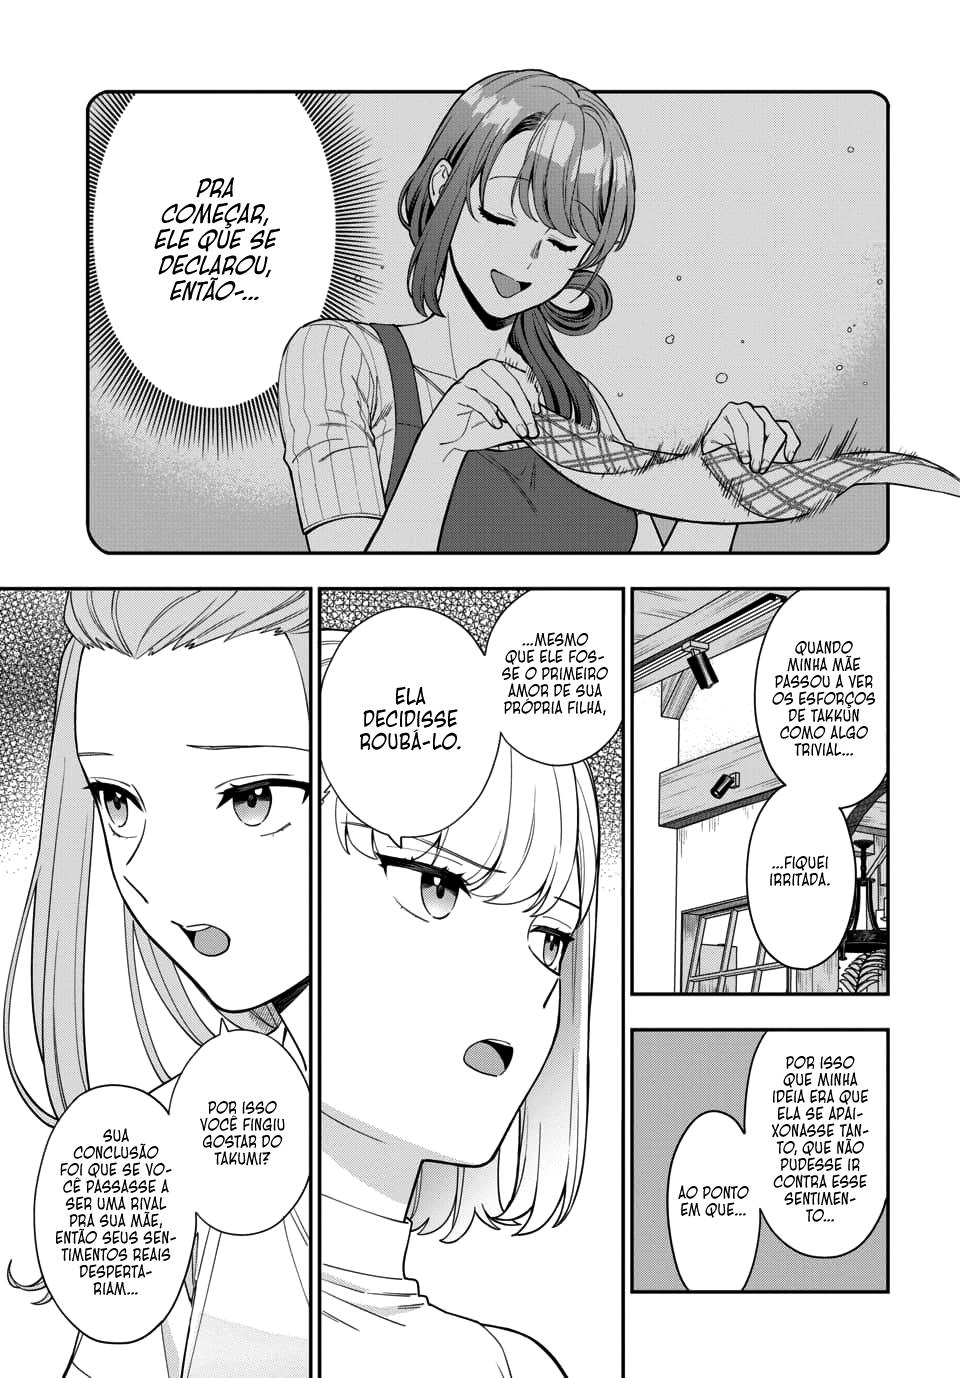 PRA
COMEÇAR,
ELE QUE SE
DECLAROU,
ENTÃO-...
QUANDO
MINHA MÃE
PASSOU A VER
OS ESFORÇOS
DE TAKKUN
COMO ALGO
TRIVIAL...
...FIQUEI
IRRITADA.
POR ISSO
QUE MINHA
IDEIA ERA QUE
ELA SE APAI-
XONASSE TAN-
TO, QUE NÃO
PUDESSE IR
CONTRA ESSE
SENTIMEN-
TO...
AO PONTO
EM QUE...
...MESMO
QUE ELE FOS-
SE O PRIMEIRO
AMOR DE SUA
PRÓPRIA FILHA,
ELA
DECIDISSE
ROUBÁ-LO.
POR ISSO
VOCÊ FINGIU
GOSTAR DO
TAKUMI?
SUA
CONCLUSÃO
FOI QUE SE VO-
CÊ PASSASSE A
SER UMA RIVAL
PRA SUA MÃE,
ENTÃO SEUS SEN-
TIMENTOS REAIS
DESPERTA-
RIAM...